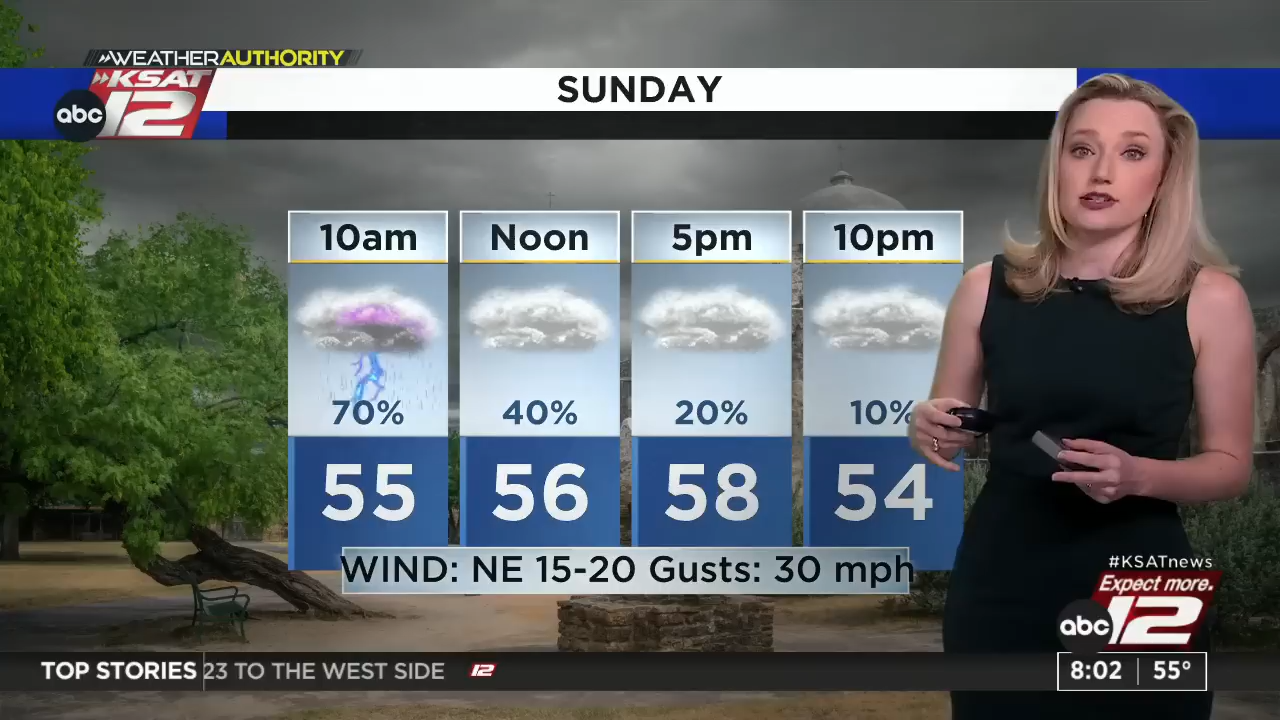 WEATHERAUTHORITY
KSAT
abc 12
SUNDAY
10am Noon 5pm 10pm
70% 40% 20% 10%
55 56 58 54
WIND: NE 15-20 Gusts: 30 mph
#KSATnews
Expect more.
abc 12
TOP STORIES 23 TO THE WEST SIDE 12
8:02 55°